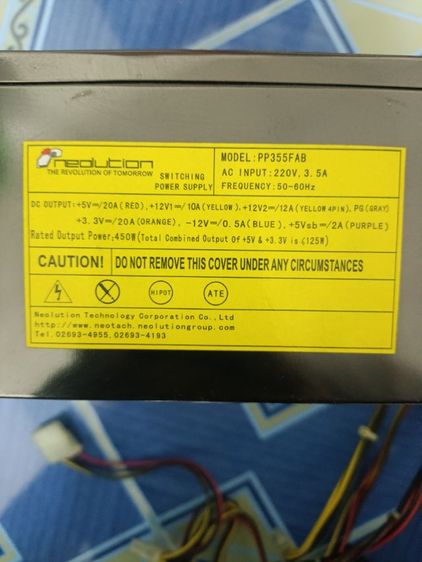 neolution
THE REVOLUTION OF TOMORROW
SWITCHING
POWER SUPPLY
MODEL:PP355FAB
AC INPUT:220V, 3.5A
FREQUENCY:50-60Hz
DC OUTPUT:+5V⎓/20A(RED), +12V1⎓/10A(YELLOW), +12V2⎓/12A(YELLOW 4PIN), PG(GRAY)
+3.3V⎓/20A(ORANGE), -12V⎓/0.5A(BLUE), +5Vsb⎓/2A(PURPLE)
Rated Output Power:450W(Total Combined Output Of +5V & +3.3V is ≤125W)
CAUTION! DO NOT REMOVE THIS COVER UNDER ANY CIRCUMSTANCES
HIPOT ATE
Neolution Technology Corporation Co.,Ltd
http://www.neotach.neolutiongroup.com
Tel.02693-4955,02693-4193